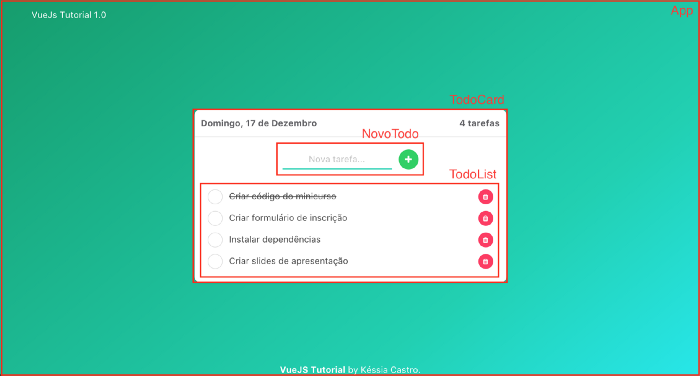 App
VueJs Tutorial 1.0
TodoCard
Domingo, 17 de Dezembro
4 tarefas
NovoTodo
Nova tarefa...
TodoList
Criar código do minicurso
Criar formulário de inscrição
Instalar dependências
Criar slides de apresentação
VueJS Tutorial by Késsia Castro.